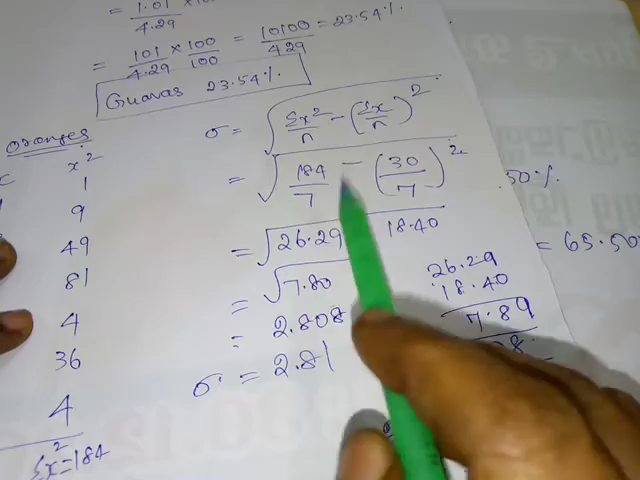 = 1.01/4.29 × 100
= 101/4.29 × 100/100 = 10100/429 = 23.54%
Guavas 23.54%
oranges
x²
1
9
49
81
4
36
4
Σx² = 184
σ = √(Σx²/n - (Σx/n)²)
= √(184/7 - (30/7)²)
= √26.29 18.40
= √7.80
= 2.808
σ = 2.81
26.29
18.40
7.89
50%
= 65.50